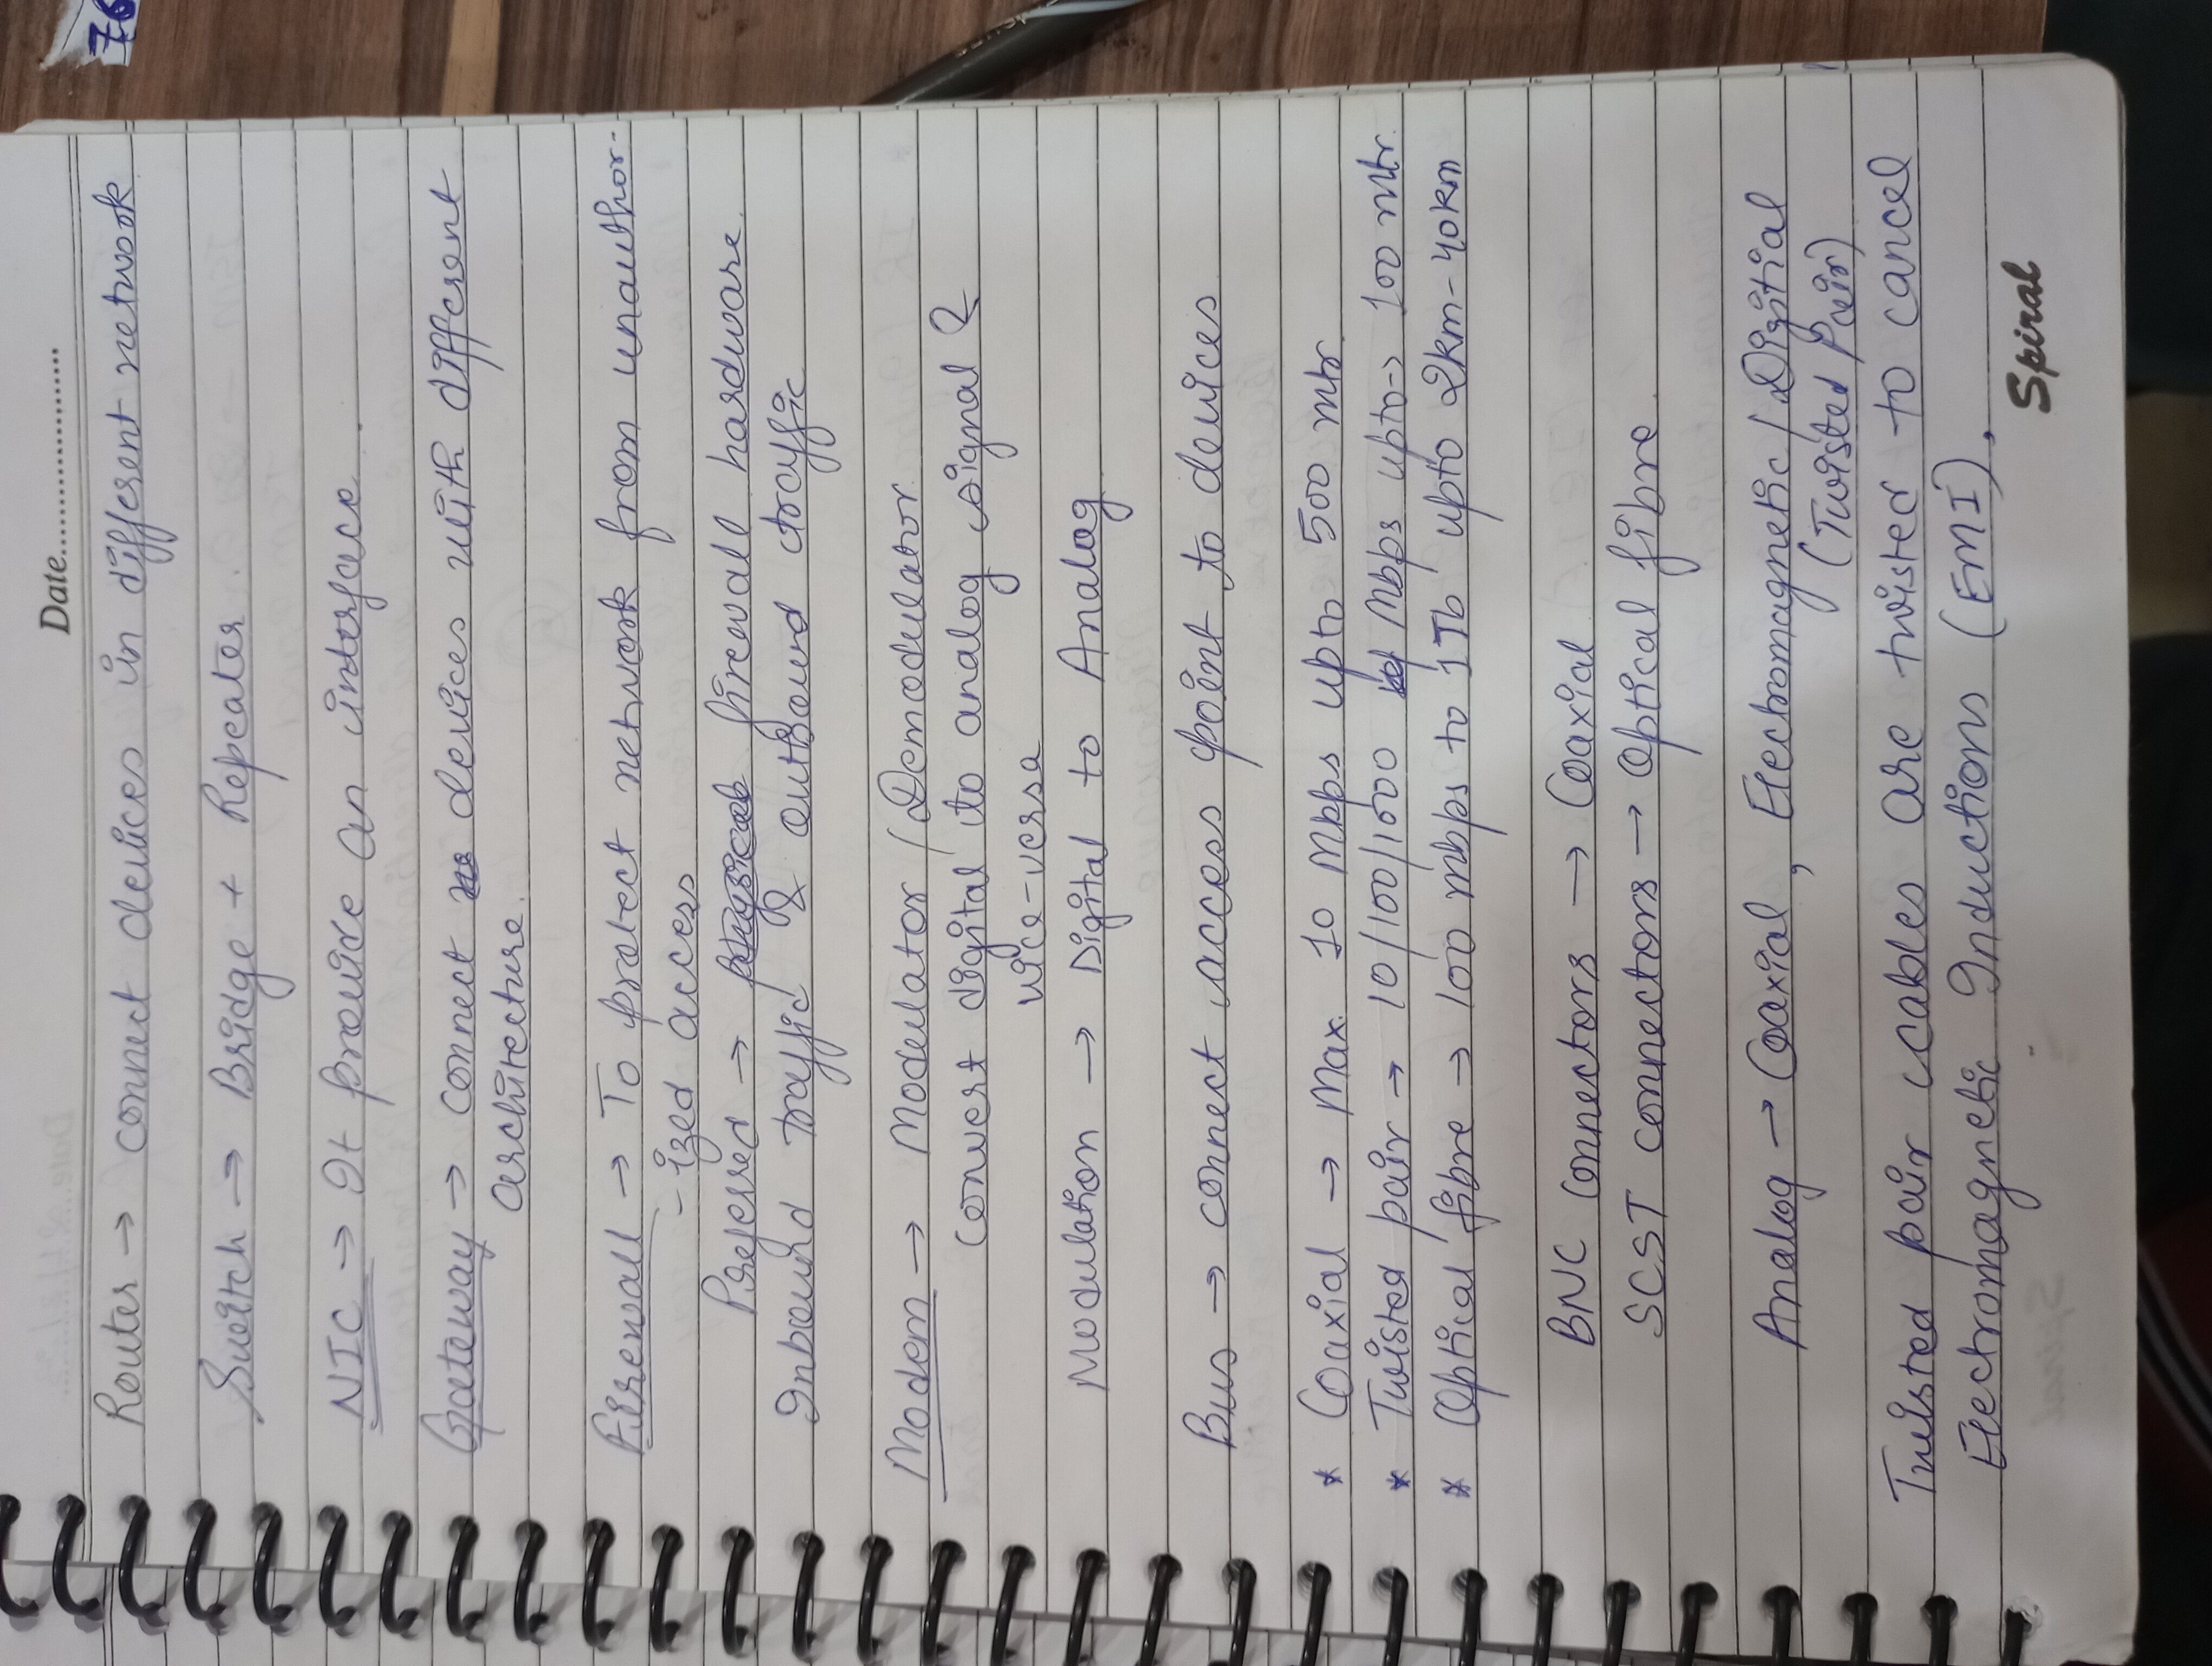 Date.....................
Router → connect devices in different network
Switch → Bridge + Repeater.
NIC → It provide an interface.
Gateway → connect devices with different
architecture.
Firewall → To protect network from unauthor-
-ized access
Preferred → firewall hardware.
Inbound traffic & outbound traffic
Modem → Modulator / Demodulator
convert digital to analog signal &
vice-versa
Modulation → Digital to Analog
Bus → connect access point to devices
* Coaxial → Max. 10 Mbps upto 500 mtr.
* Twisted pair → 10/100/1000 Mbps upto → 100 mtr.
* Optical fibre → 100 mbps to 1Tb upto 2km-40km
BNC connectors → Coaxial
SCST connectors → Optical fibre.
Analog → Coaxial, Electromagnetic / Digitial
(Twisted Pair)
Twisted pair cables are twisted to cancel
Electromagnetic Inductions (EMI).
Spiral
76